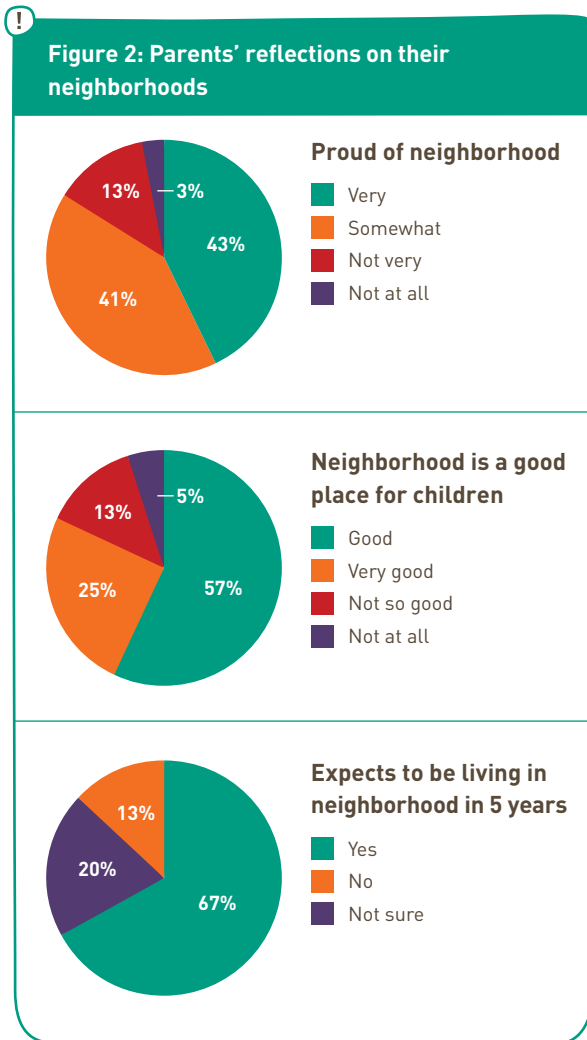 !
Figure 2: Parents’ reflections on their
neighborhoods
Proud of neighborhood
Very
Somewhat
Not very
Not at all
13%
3%
43%
41%
Neighborhood is a good
place for children
Good
Very good
Not so good
Not at all
5%
13%
25%
57%
Expects to be living in
neighborhood in 5 years
Yes
No
Not sure
13%
20%
67%